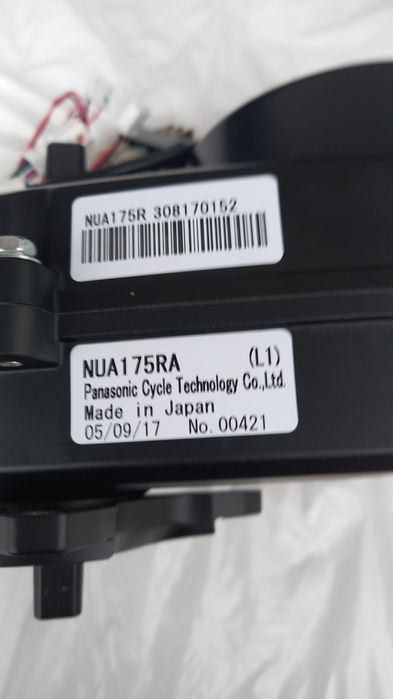 NUA175R 308170152
NUA175RA (L1)
Panasonic Cycle Technology Co.,Ltd.
Made in Japan
05/09/17 No. 00421